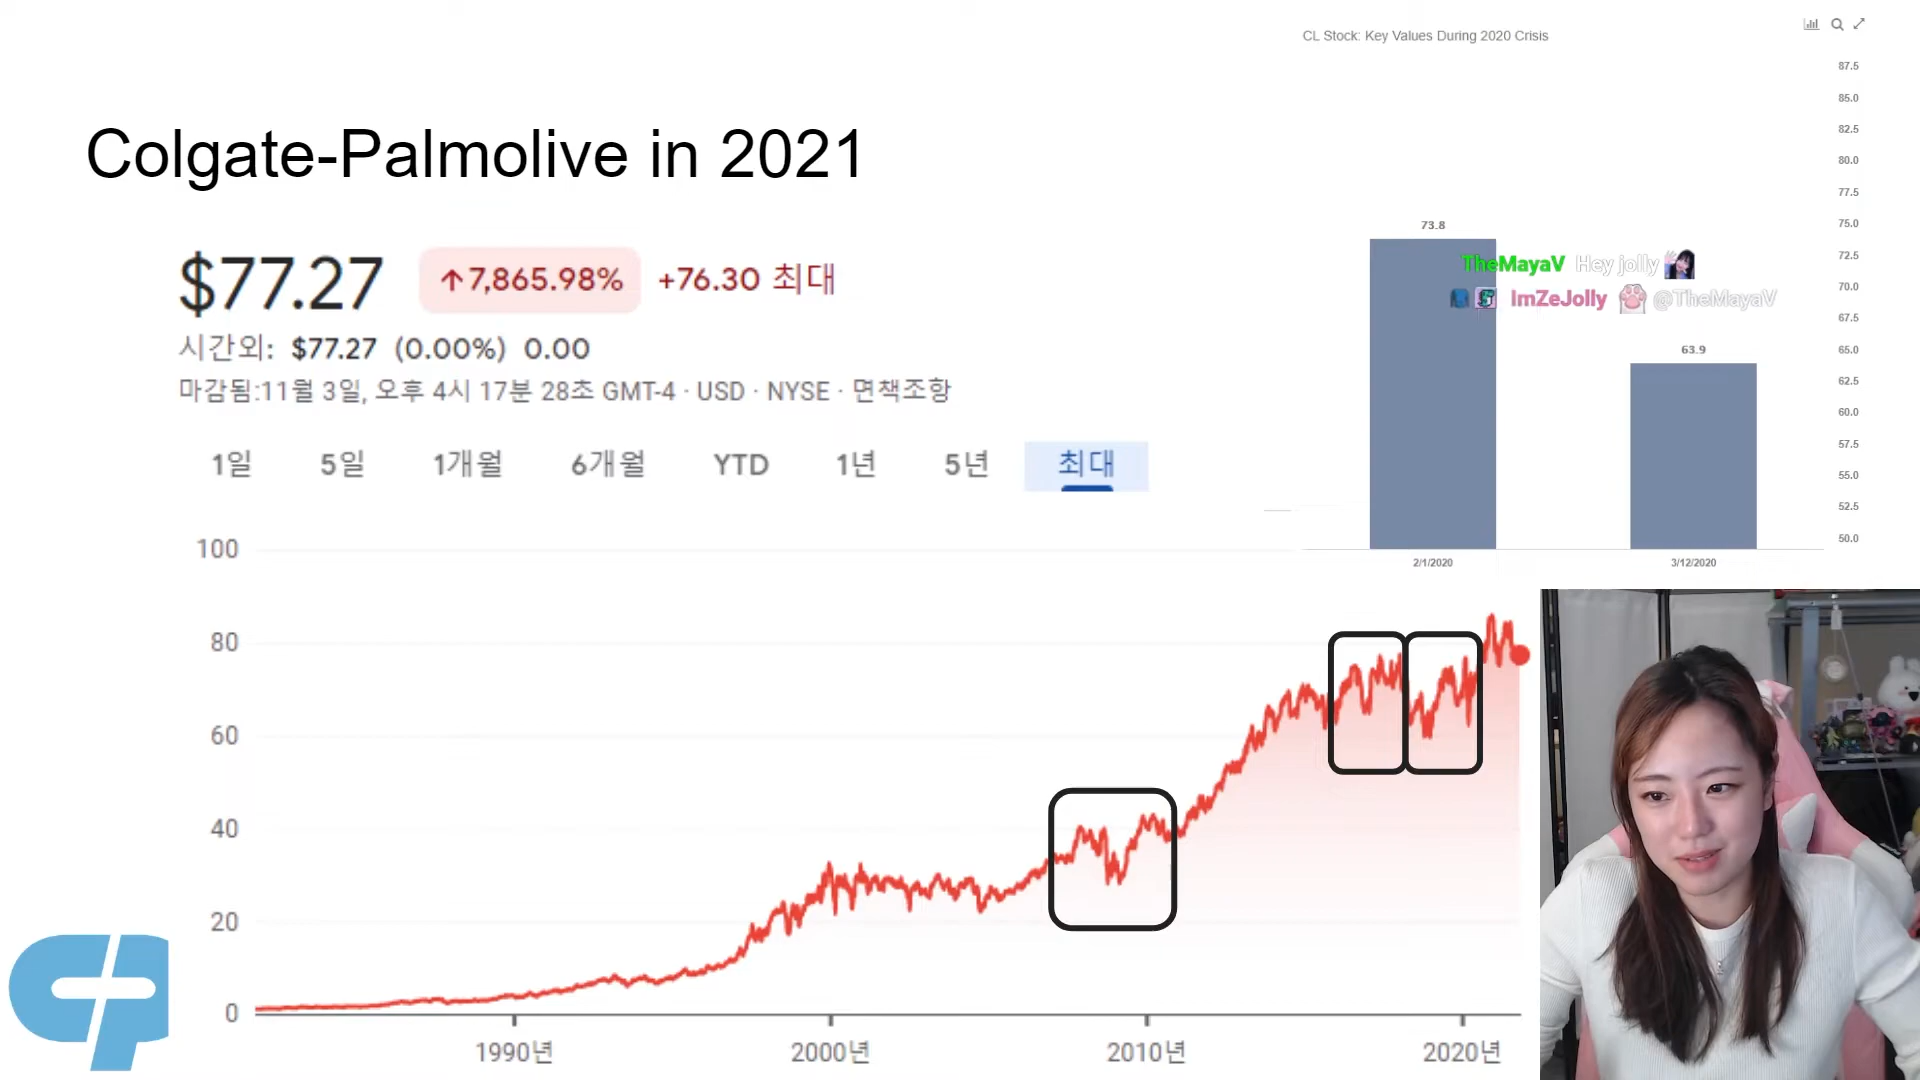 CL Stock: Key Values During 2020 Crisis
Colgate-Palmolive in 2021
$77.27 ↑7,865.98% +76.30 최대
시간외: $77.27 (0.00%) 0.00
마감됨:11월 3일, 오후 4시 17분 28초 GMT-4 · USD · NYSE · 면책조항
1일 5일 1개월 6개월 YTD 1년 5년 최대
100
80
60
40
20
0
1990년 2000년 2010년 2020년
87.5
85.0
82.5
80.0
77.5
75.0
72.5
70.0
67.5
65.0
62.5
60.0
57.5
55.0
52.5
50.0
73.8
63.9
2/1/2020 3/12/2020
TheMayaV Hey jolly
ImZeJolly @TheMayaV